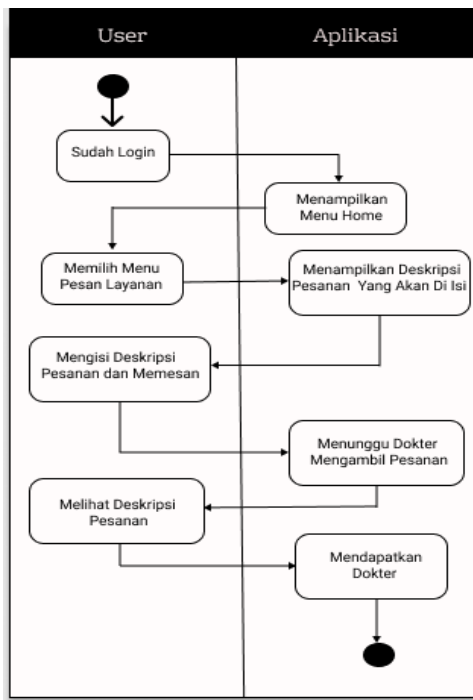 User
Aplikasi
Sudah Login
Menampilkan
Menu Home
Memilih Menu
Pesan Layanan
Menampilkan Deskripsi
Pesanan Yang Akan Di Isi
Mengisi Deskripsi
Pesanan dan Memesan
Menunggu Dokter
Mengambil Pesanan
Melihat Deskripsi
Pesanan
Mendapatkan
Dokter